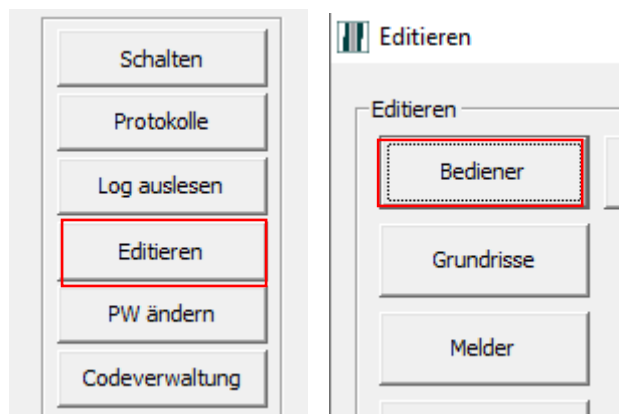 Schalten
Protokolle
Log auslesen
Editieren
PW ändern
Codeverwaltung
Editieren
Editieren
Bediener
Grundrisse
Melder